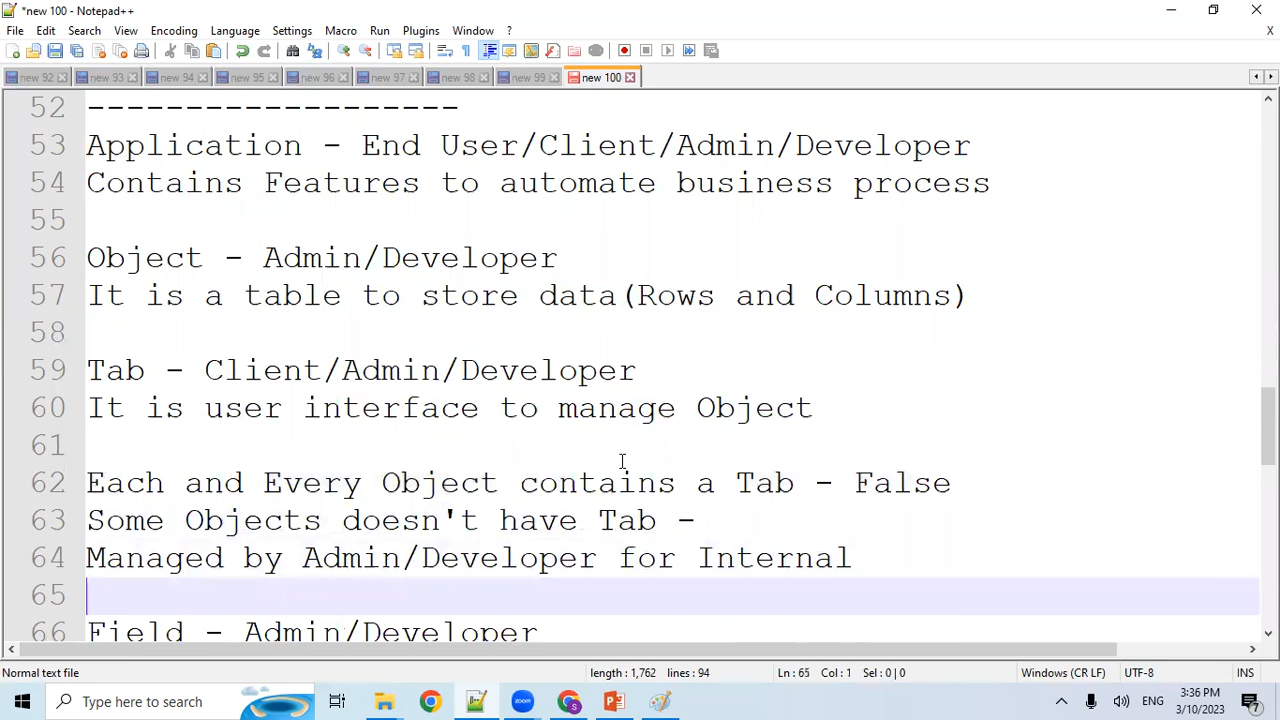 *new 100 - Notepad++
File Edit Search View Encoding Language Settings Macro Run Plugins Window ?
X
new 92 new 93 new 94 new 95 new 96 new 97 new 98 new 99 new 100
52 -------------------
53 Application - End User/Client/Admin/Developer
54 Contains Features to automate business process
55
56 Object - Admin/Developer
57 It is a table to store data(Rows and Columns)
58
59 Tab - Client/Admin/Developer
60 It is user interface to manage Object
61
62 Each and Every Object contains a Tab - False
63 Some Objects doesn't have Tab -
64 Managed by Admin/Developer for Internal
65
66 Field - Admin/Developer
Normal text file length : 1,762 lines : 94 Ln : 65 Col : 1 Sel : 0 | 0 Windows (CR LF) UTF-8 INS
Type here to search zoom ENG 3:36 PM
3/10/2023 7